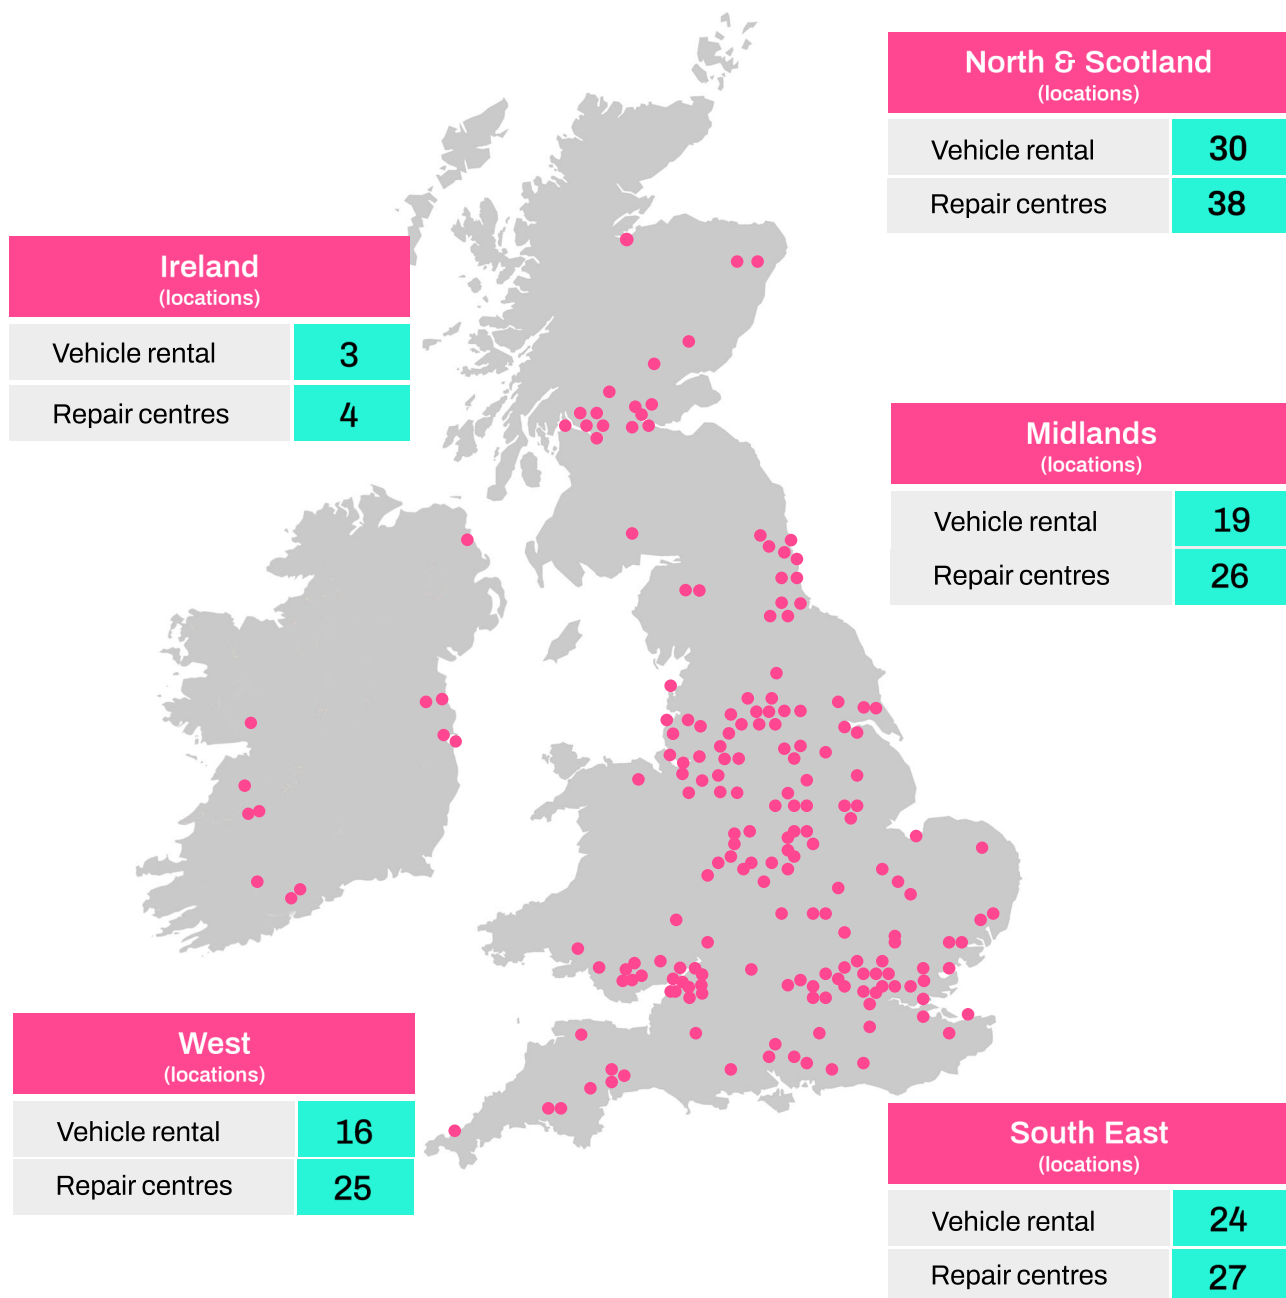 North & Scotland
(locations)
Vehicle rental 30
Repair centres 38
Ireland
(locations)
Vehicle rental 3
Repair centres 4
Midlands
(locations)
Vehicle rental 19
Repair centres 26
West
(locations)
Vehicle rental 16
Repair centres 25
South East
(locations)
Vehicle rental 24
Repair centres 27